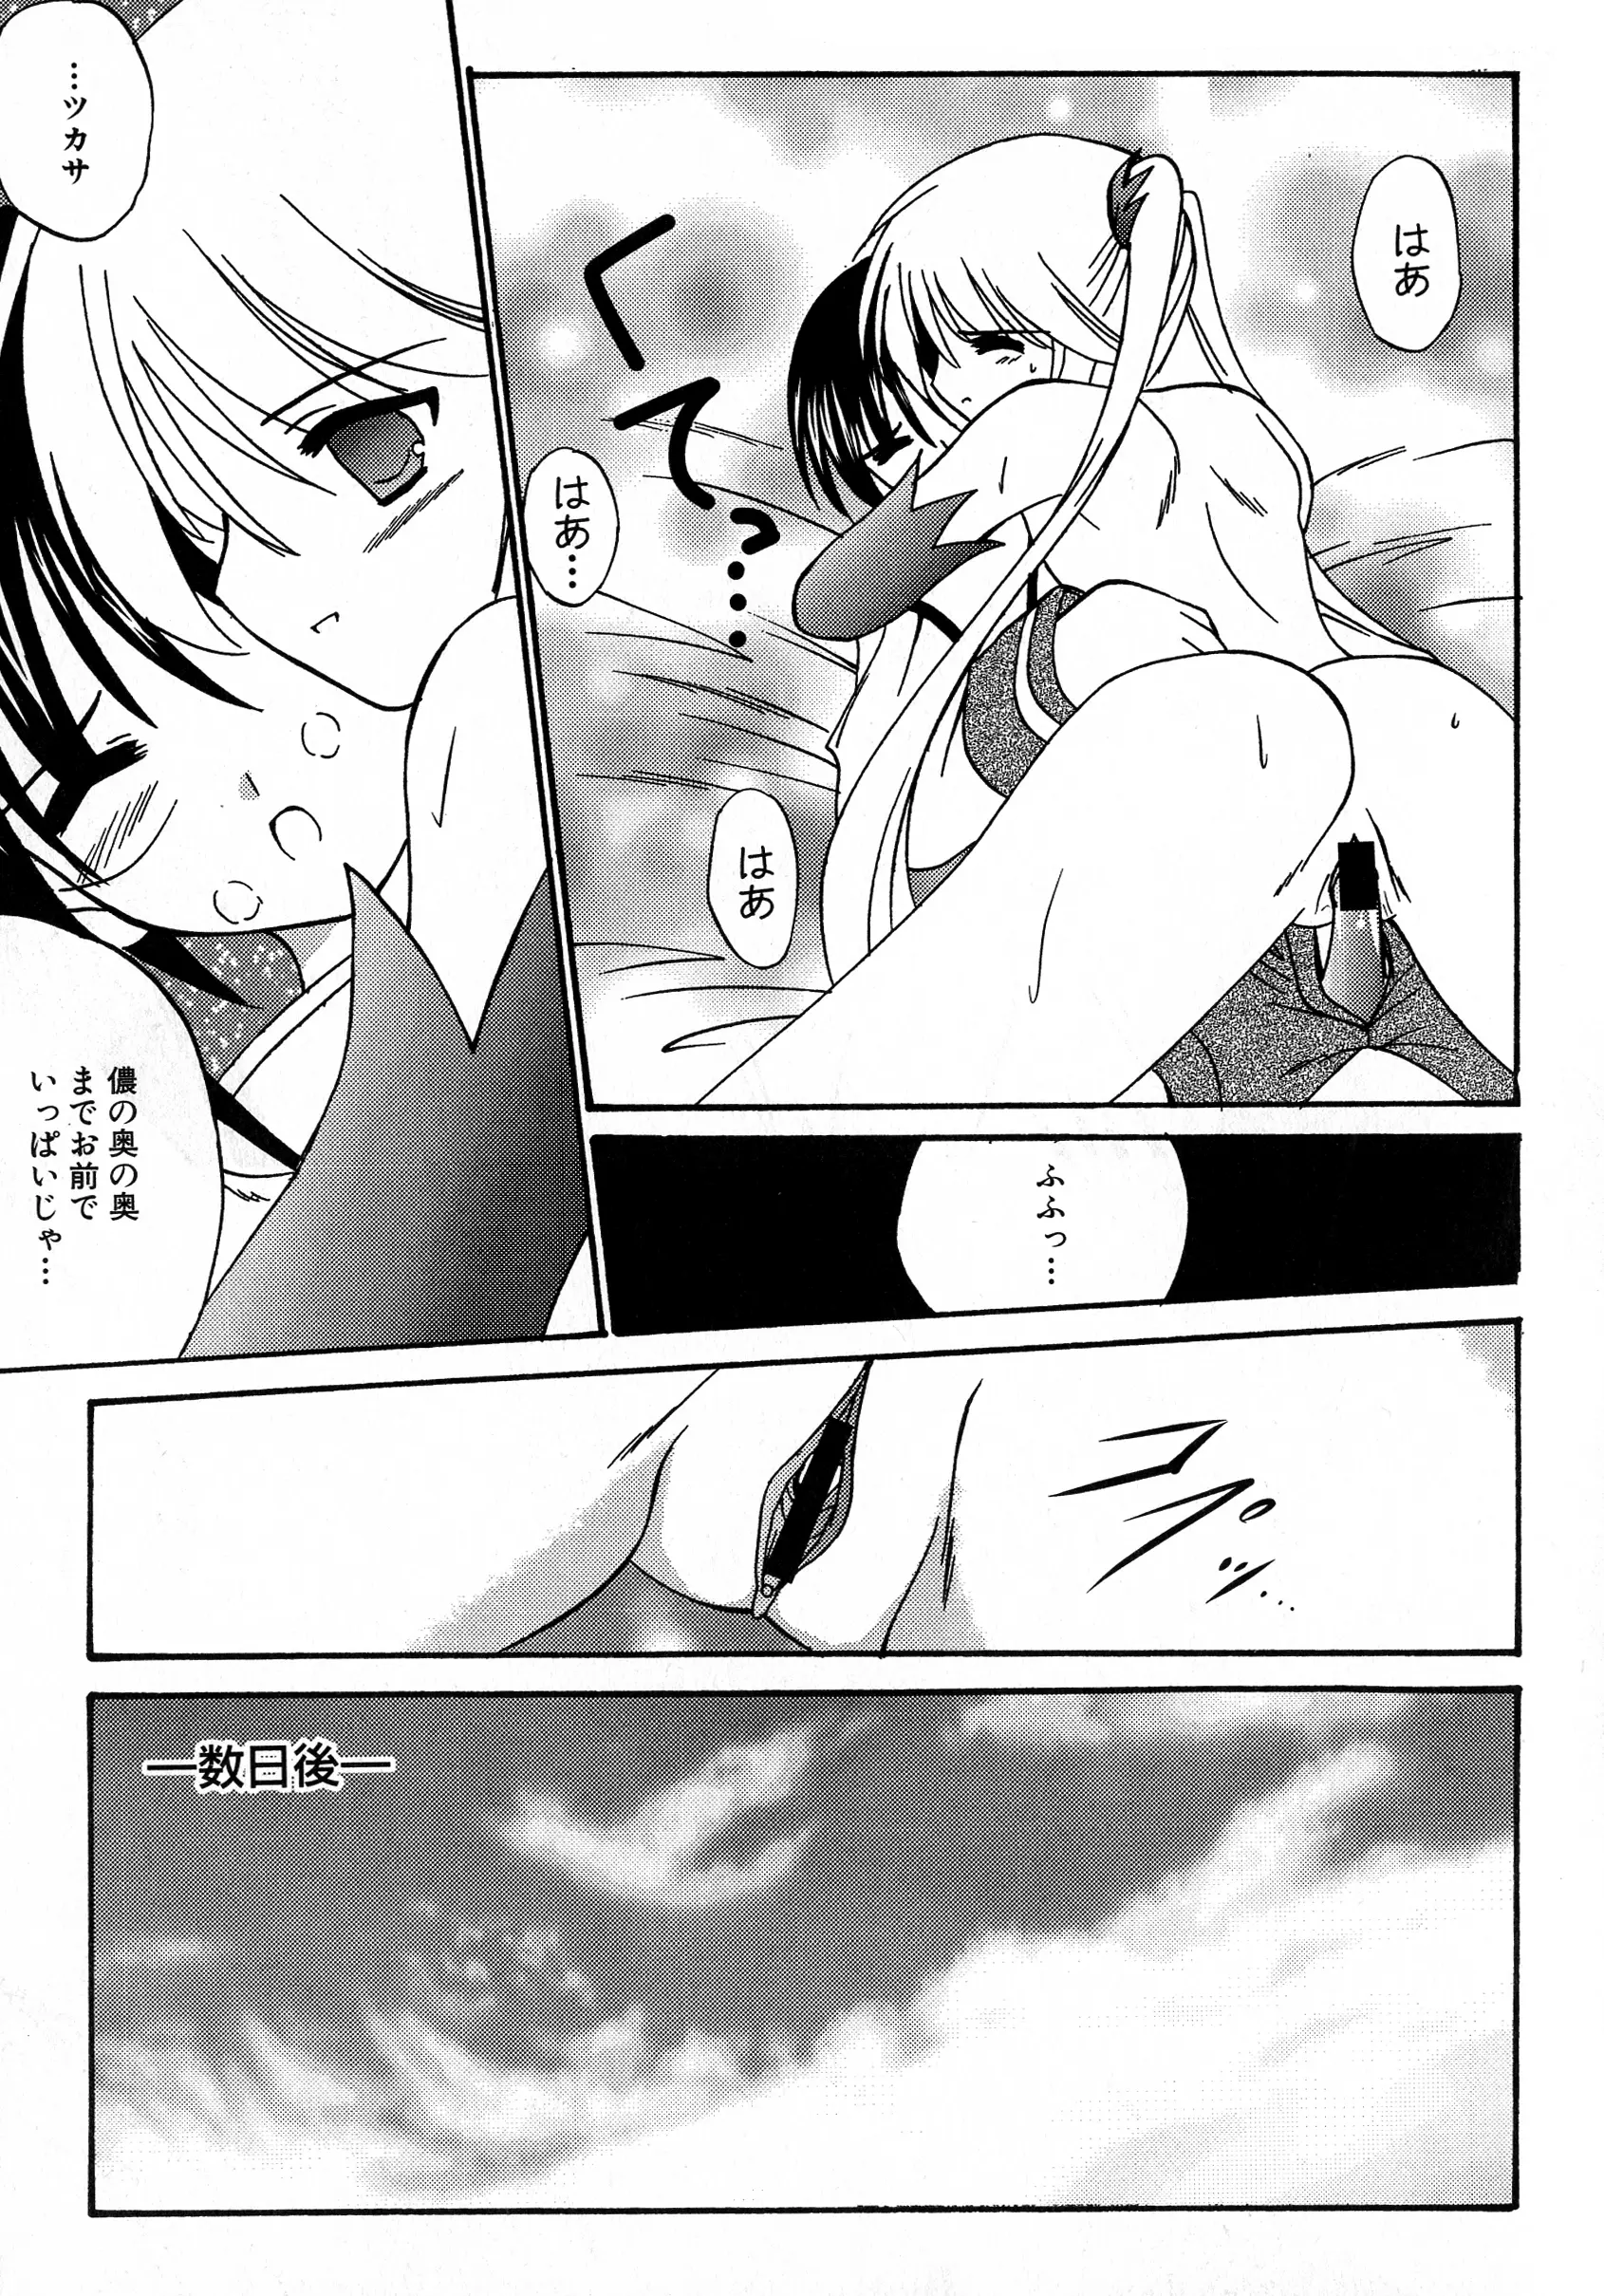 はあ
くてっ…
はあ…
はあ
…ツカサ
儂の奥の奥
までお前で
いっぱいじゃ…
ふふっ…
コプ…
―数日後―